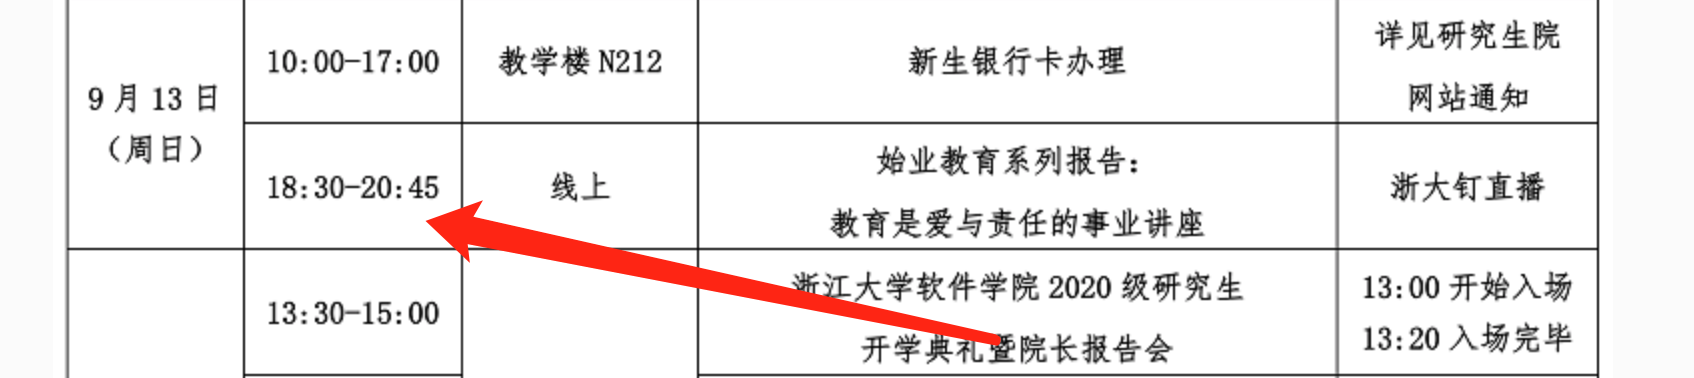 9月13日
（周日）
10:00-17:00
教学楼 N212
新生银行卡办理
详见研究生院
网站通知
18:30-20:45
线上
始业教育系列报告：
教育是爱与责任的事业讲座
浙大钉直播
13:30-15:00
浙江大学软件学院 2020 级研究生
开学典礼暨院长报告会
13:00 开始入场
13:20 入场完毕